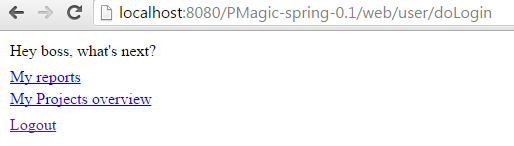 localhost:8080/PMagic-spring-0.1/web/user/doLogin
Hey boss, what's next?
My reports
My Projects overview
Logout